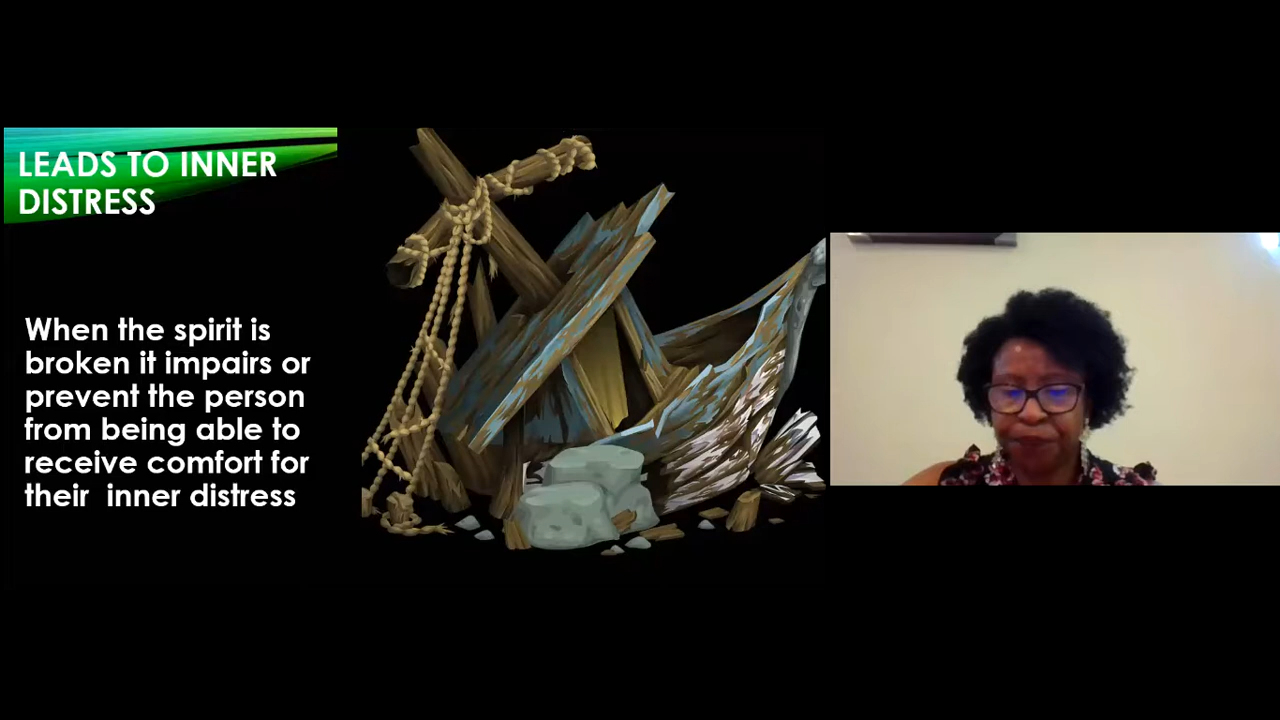 LEADS TO INNER
DISTRESS
When the spirit is
broken it impairs or
prevent the person
from being able to
receive comfort for
their  inner distress